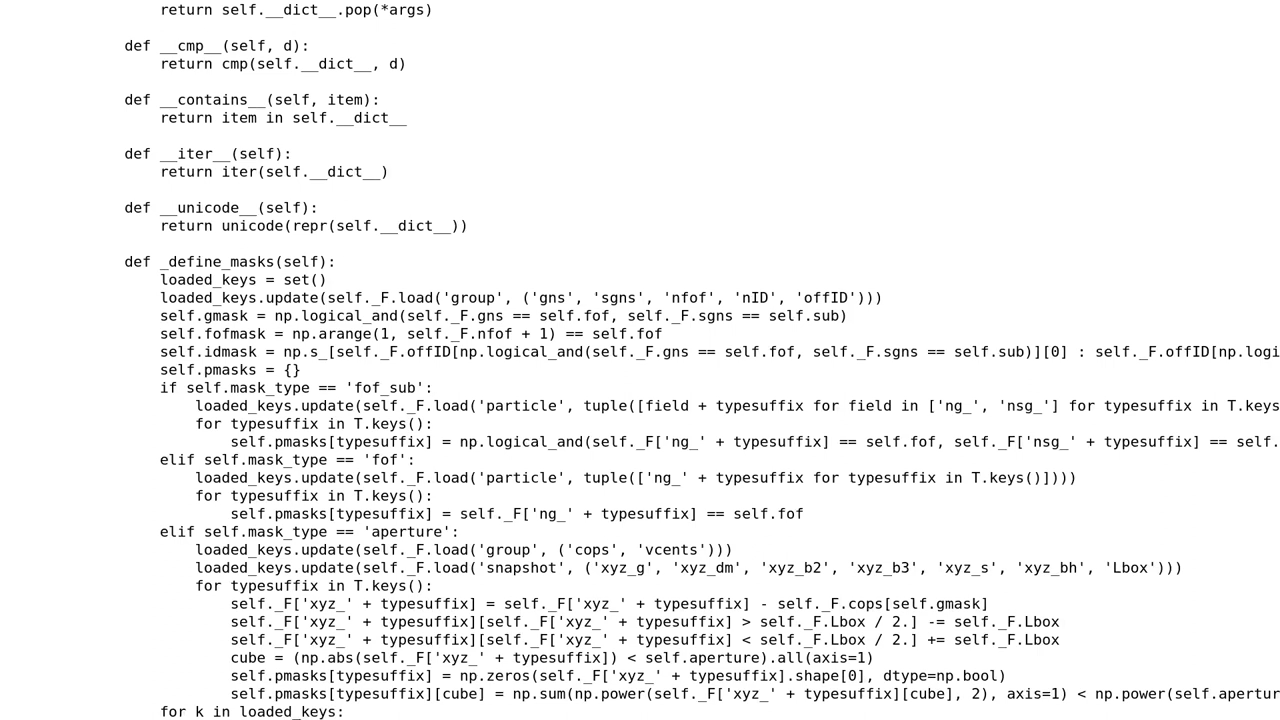 return self.__dict__.pop(*args)
def __cmp__(self, d):
return cmp(self.__dict__, d)
def __contains__(self, item):
return item in self.__dict__
def __iter__(self):
return iter(self.__dict__)
def __unicode__(self):
return unicode(repr(self.__dict__))
def _define_masks(self):
loaded_keys = set()
loaded_keys.update(self._F.load('group', ('gns', 'sgns', 'nfof', 'nID', 'offID')))
self.gmask = np.logical_and(self._F.gns == self.fof, self._F.sgns == self.sub)
self.fofmask = np.arange(1, self._F.nfof + 1) == self.fof
self.idmask = np.s_[self._F.offID[np.logical_and(self._F.gns == self.fof, self._F.sgns == self.sub)][0] : self._F.offID[np.logi
self.pmasks = {}
if self.mask_type == 'fof_sub':
loaded_keys.update(self._F.load('particle', tuple([field + typesuffix for field in ['ng_', 'nsg_'] for typesuffix in T.keys
for typesuffix in T.keys():
self.pmasks[typesuffix] = np.logical_and(self._F['ng_' + typesuffix] == self.fof, self._F['nsg_' + typesuffix] == self.
elif self.mask_type == 'fof':
loaded_keys.update(self._F.load('particle', tuple(['ng_' + typesuffix for typesuffix in T.keys()])))
for typesuffix in T.keys():
self.pmasks[typesuffix] = self._F['ng_' + typesuffix] == self.fof
elif self.mask_type == 'aperture':
loaded_keys.update(self._F.load('group', ('cops', 'vcents')))
loaded_keys.update(self._F.load('snapshot', ('xyz_g', 'xyz_dm', 'xyz_b2', 'xyz_b3', 'xyz_s', 'xyz_bh', 'Lbox')))
for typesuffix in T.keys():
self._F['xyz_' + typesuffix] = self._F['xyz_' + typesuffix] - self._F.cops[self.gmask]
self._F['xyz_' + typesuffix][self._F['xyz_' + typesuffix] > self._F.Lbox / 2.] -= self._F.Lbox
self._F['xyz_' + typesuffix][self._F['xyz_' + typesuffix] < self._F.Lbox / 2.] += self._F.Lbox
cube = (np.abs(self._F['xyz_' + typesuffix]) < self.aperture).all(axis=1)
self.pmasks[typesuffix] = np.zeros(self._F['xyz_' + typesuffix].shape[0], dtype=np.bool)
self.pmasks[typesuffix][cube] = np.sum(np.power(self._F['xyz_' + typesuffix][cube], 2), axis=1) < np.power(self.apertur
for k in loaded_keys: